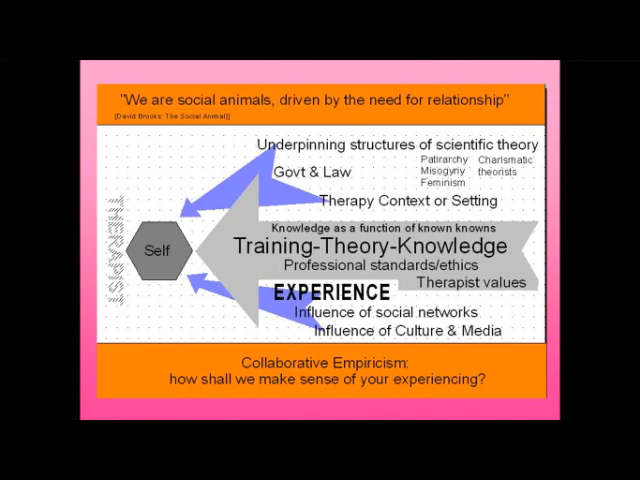 "We are social animals, driven by the need for relationship"
[David Brooks: The Social Animal]]
Underpinning structures of scientific theory
Govt & Law
Patirarchy
Misogyny
Feminism
Charismatic
theorists
Therapy Context or Setting
THERAPIST
Self
Knowledge as a function of known knowns
Training-Theory-Knowledge
Professional standards/ethics
Therapist values
EXPERIENCE
Influence of social networks
Influence of Culture & Media
Collaborative Empiricism:
how shall we make sense of your experiencing?